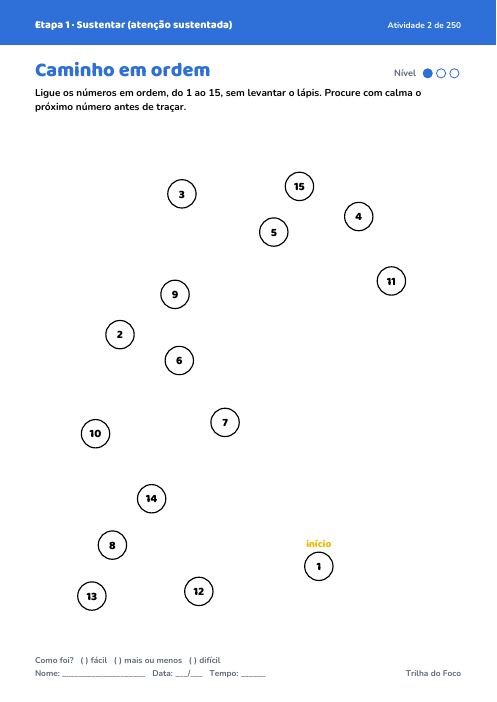 Etapa 1 · Sustentar (atenção sustentada)
Atividade 2 de 250
Caminho em ordem
Nível
Ligue os números em ordem, do 1 ao 15, sem levantar o lápis. Procure com calma o
próximo número antes de traçar.
15
3
4
5
11
9
2
6
7
10
14
8
início
1
12
13
Como foi? ( ) fácil ( ) mais ou menos ( ) difícil
Nome: ____________________ Data: ___/___ Tempo: ______
Trilha do Foco